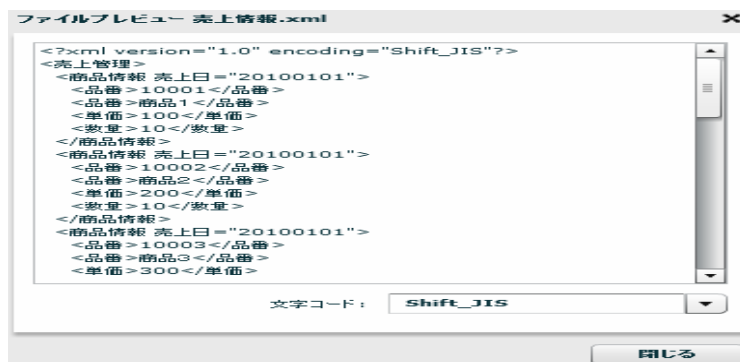 ファイルプレビュー 売上情報.xml
<?xml version="1.0" encoding="Shift_JIS"?>
<売上管理>
<商品情報 売上日="20100101">
<品番>10001</品番>
<品番>商品1</品番>
<単価>100</単価>
<数量>10</数量>
</商品情報>
<商品情報 売上日="20100101">
<品番>10002</品番>
<品番>商品2</品番>
<単価>200</単価>
<数量>10</数量>
</商品情報>
<商品情報 売上日="20100101">
<品番>10003</品番>
<品番>商品3</品番>
<単価>300</単価>
文字コード： Shift_JIS
閉じる